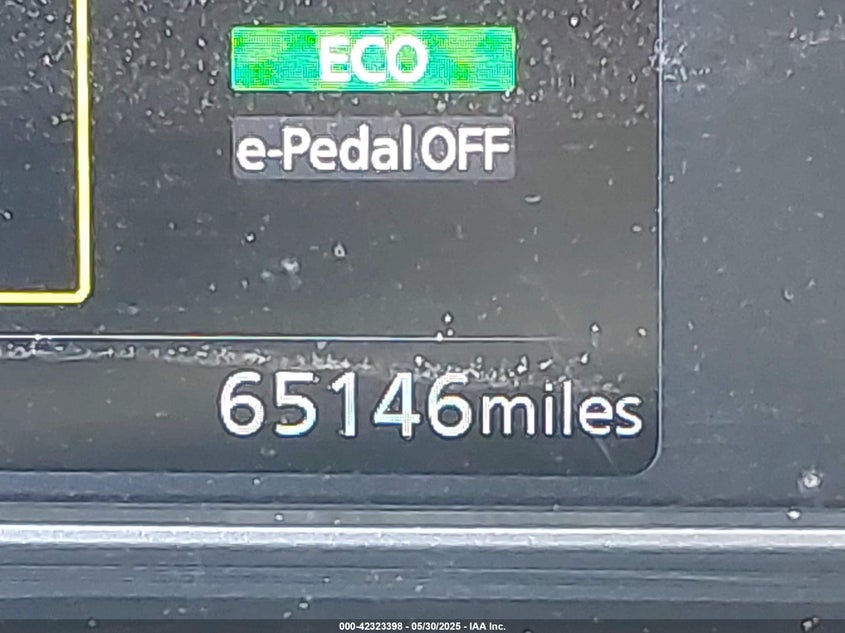 ECO
e-Pedal OFF
65146miles
000-42323398 - 05/30/2025 - IAA Inc.